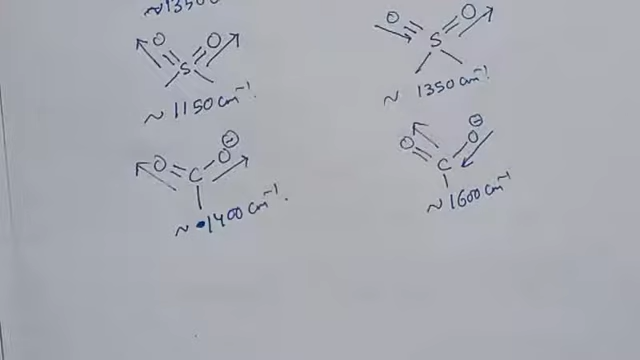 ~1350
O O O O
S S
~ 1150 cm⁻¹. ~ 1350 cm⁻¹.
O = C - O⊖ O = C - O⊖
~ 1400 cm⁻¹. ~ 1600 cm⁻¹